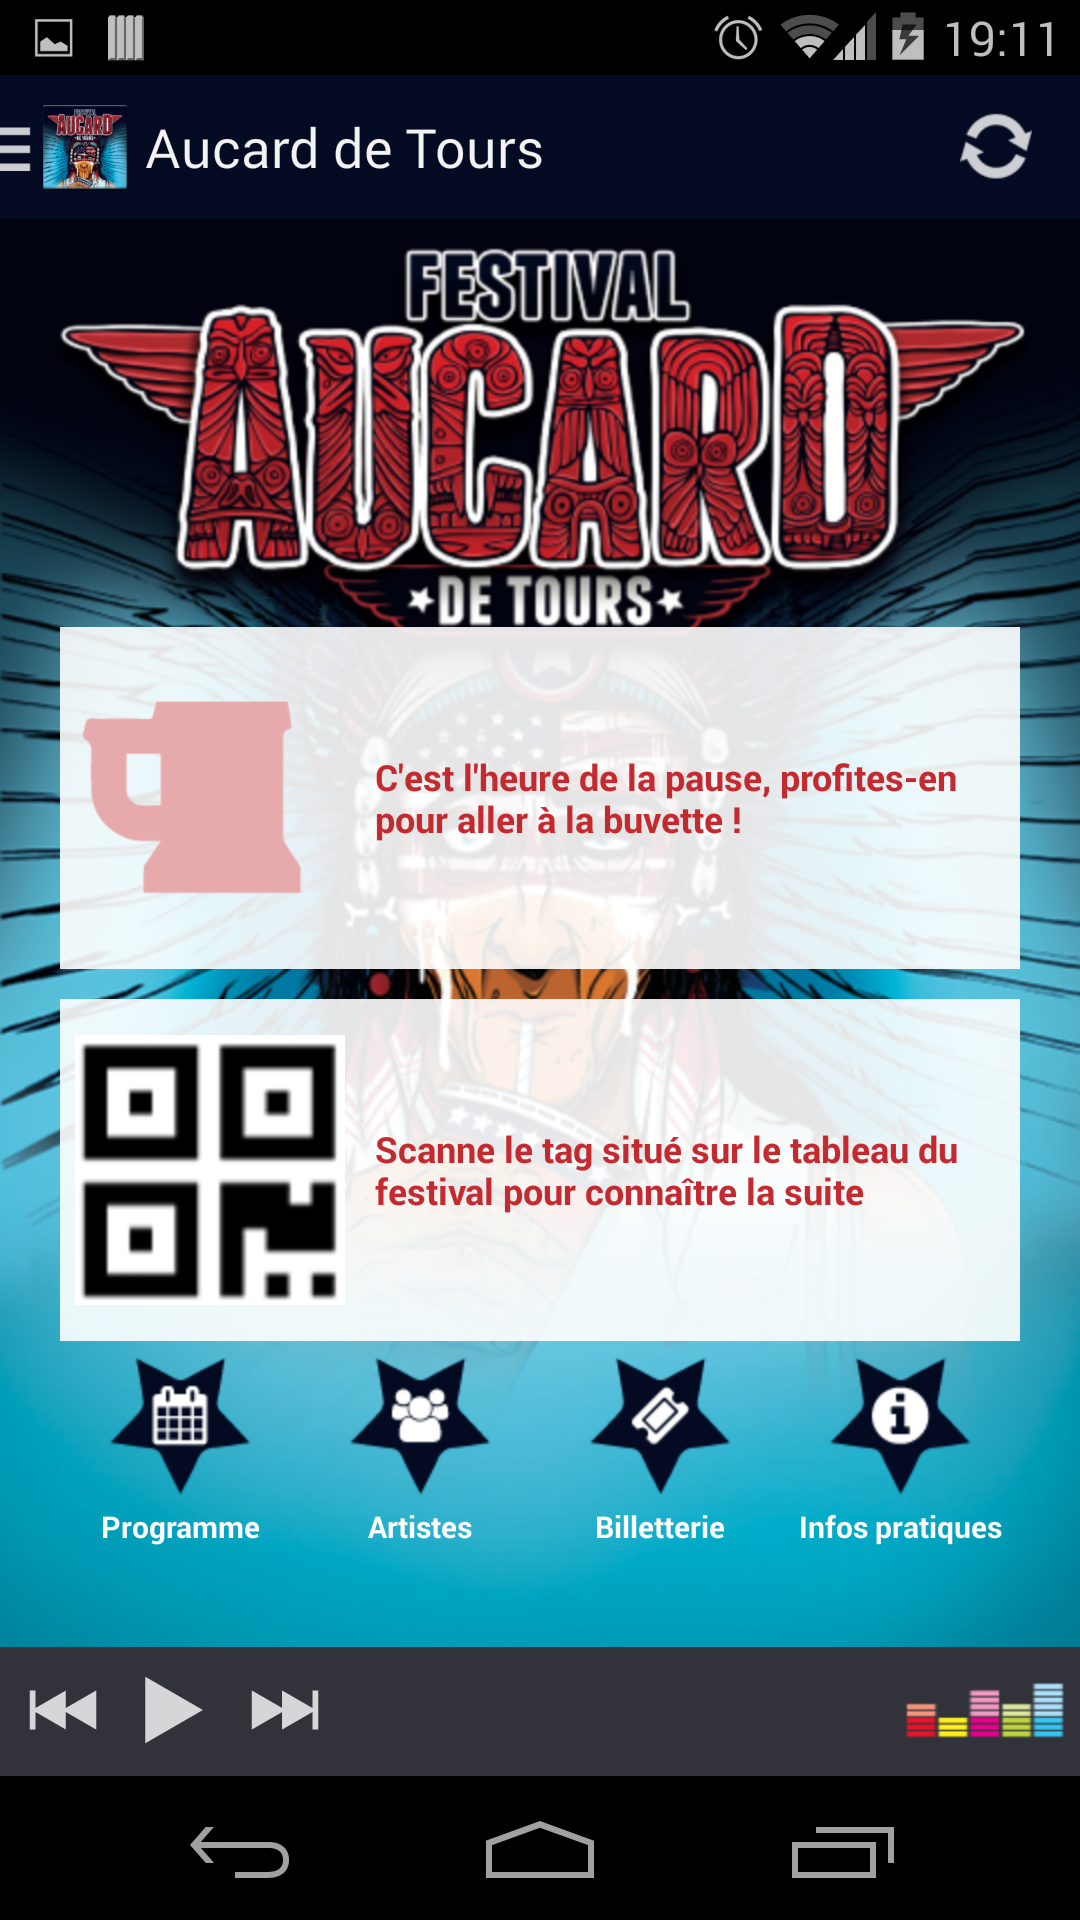 19:11
Aucard de Tours
FESTIVAL
AUCARD
DE TOURS
C'est l'heure de la pause, profites-en
pour aller à la buvette !
Scanne le tag situé sur le tableau du
festival pour connaître la suite
Programme Artistes Billetterie Infos pratiques